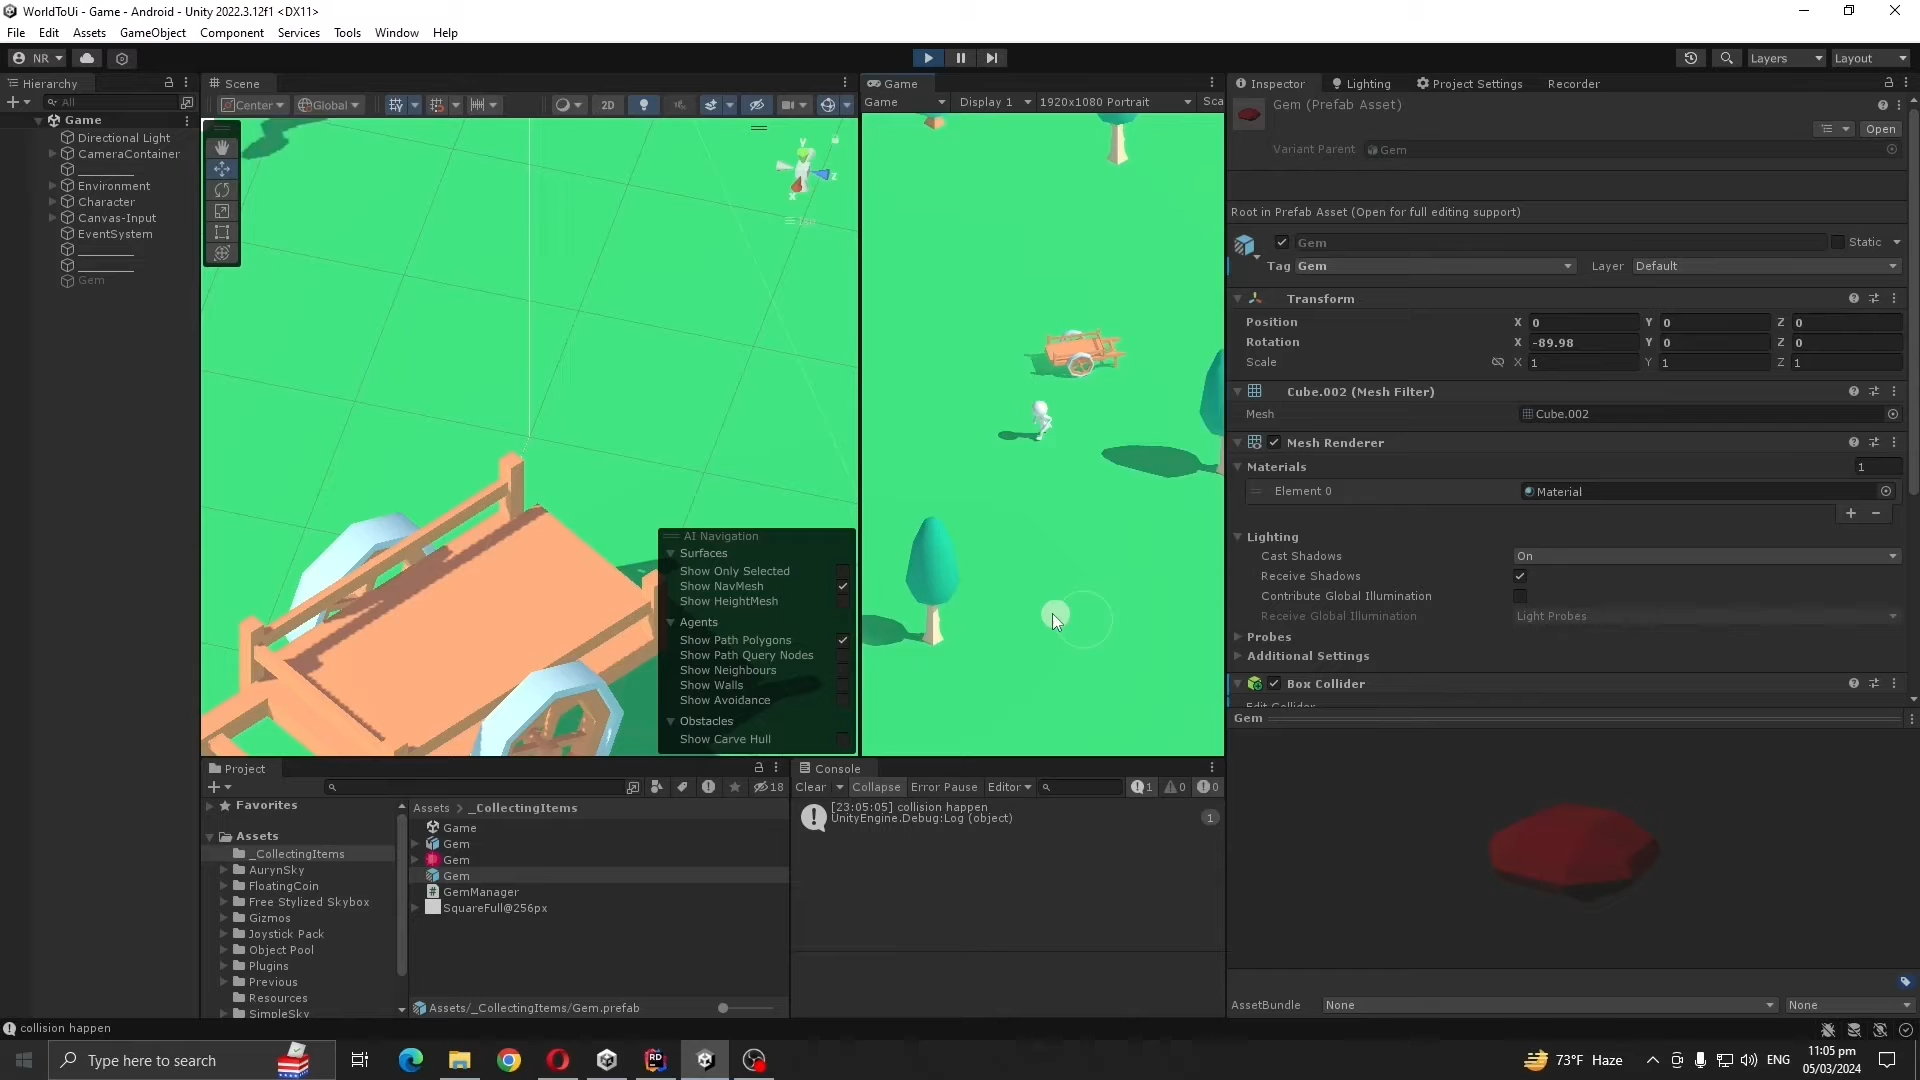 WorldToUi - Game - Android - Unity 2022.3.12f1 <DX11>
File Edit Assets GameObject Component Services Tools Window Help
NR Layers Layout
Hierarchy
All
Game
Directional Light
CameraContainer
_________
Environment
Character
Canvas-Input
EventSystem
_________
_________
Gem
Scene
Center Global 2D
y
z
x
Iso
AI Navigation
Surfaces
Show Only Selected
Show NavMesh
Show HeightMesh
Agents
Show Path Polygons
Show Path Query Nodes
Show Neighbours
Show Walls
Show Avoidance
Obstacles
Show Carve Hull
Game
Game Display 1 1920x1080 Portrait Sca
Inspector Lighting Project Settings Recorder
Gem (Prefab Asset)
Open
Variant Parent Gem
Root in Prefab Asset (Open for full editing support)
Gem Static
Tag Gem Layer Default
Transform
Position X 0 Y 0 Z 0
Rotation X -89.98 Y 0 Z 0
Scale X 1 Y 1 Z 1
Cube.002 (Mesh Filter)
Mesh Cube.002
Mesh Renderer
Materials 1
Element 0 Material
Lighting
Cast Shadows On
Receive Shadows
Contribute Global Illumination
Receive Global Illumination Light Probes
Probes
Additional Settings
Box Collider
Edit Collider
Gem
AssetBundle None None
Project
18
Favorites
Assets
_CollectingItems
AurynSky
FloatingCoin
Free Stylized Skybox
Gizmos
Joystick Pack
Object Pool
Plugins
Previous
Resources
SimpleSky
Assets > _CollectingItems
Game
Gem
Gem
Gem
GemManager
SquareFull@256px
Assets/_CollectingItems/Gem.prefab
Console
Clear Collapse Error Pause Editor 1 0 0
[23:05:05] collision happen
UnityEngine.Debug:Log (object)
1
collision happen
Type here to search
RD
73°F Haze ENG
11:05 pm
05/03/2024